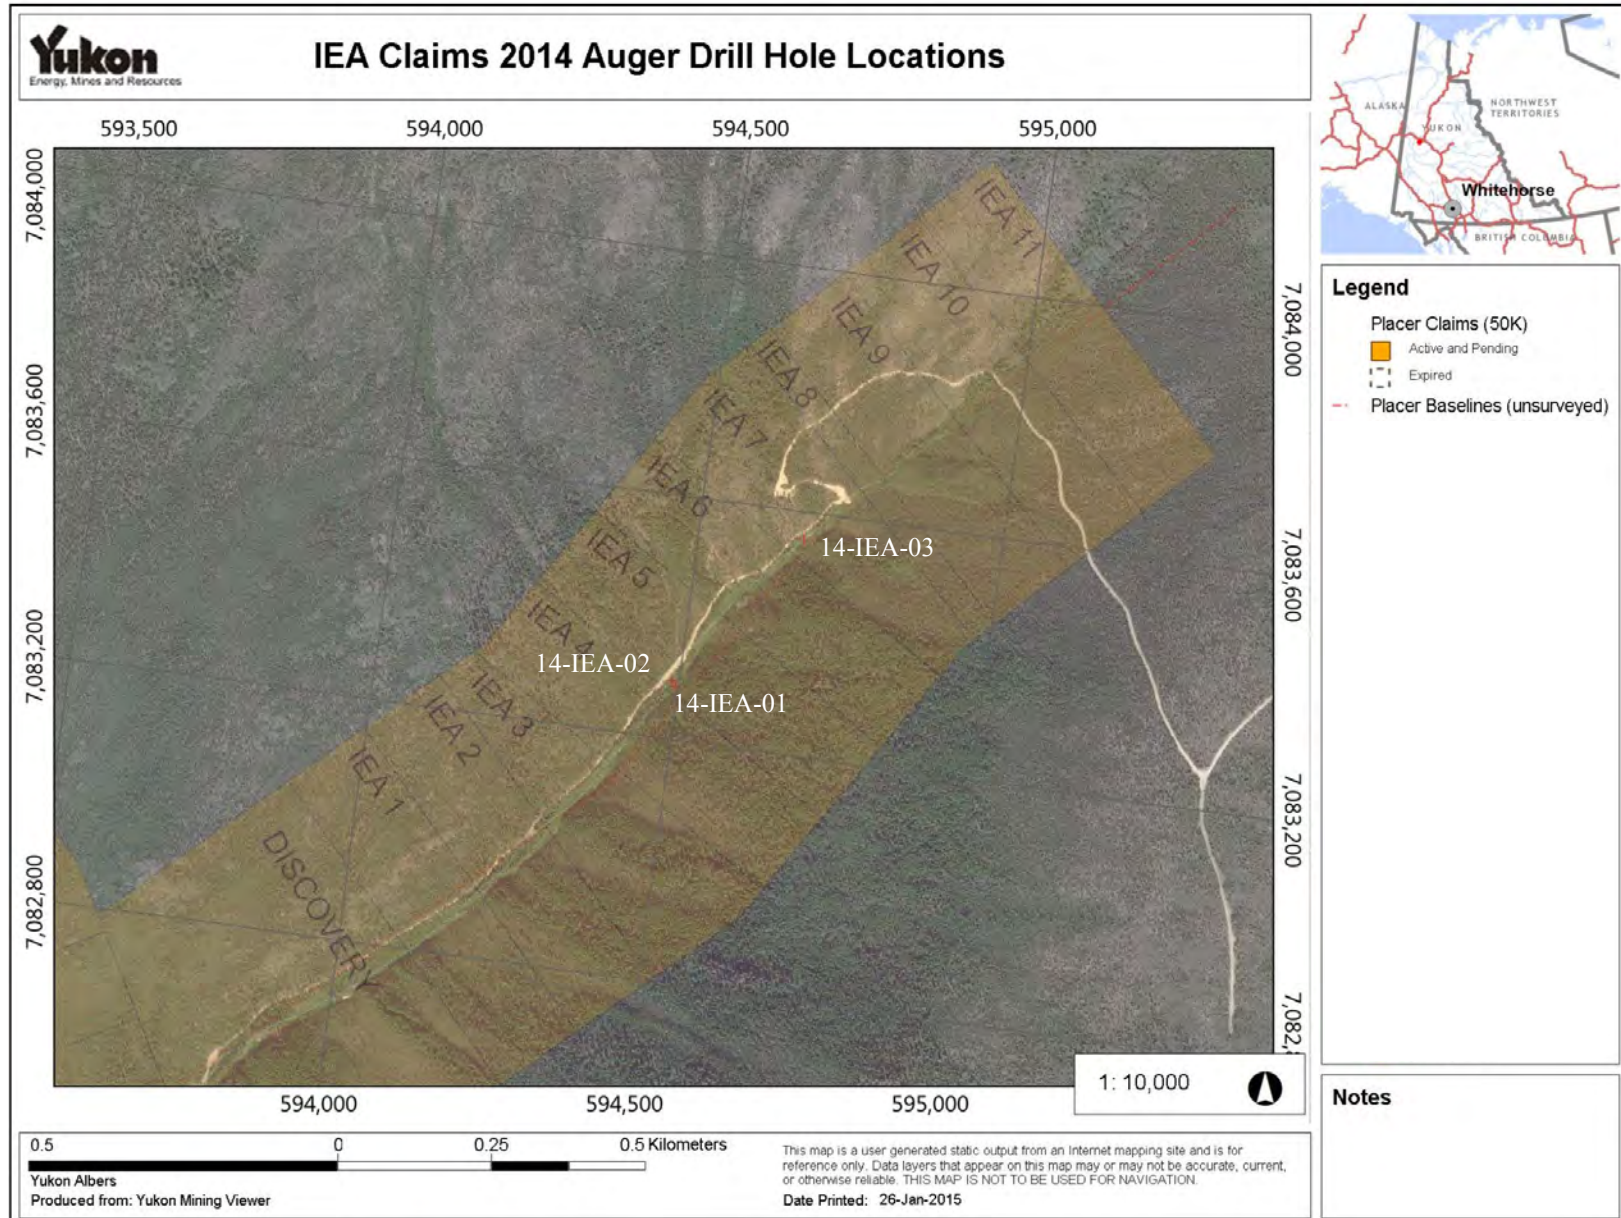 Yukon
Energy, Mines and Resources
IEA Claims 2014 Auger Drill Hole Locations
593,500
594,000
594,500
595,000
7,084,000
7,083,600
7,083,200
7,082,800
7,084,000
7,083,600
7,083,200
IEA 11
IEA 10
IEA 9
IEA 8
IEA 7
IEA 6
IEA 5
IEA 4
IEA 3
IEA 2
IEA 1
DISCOVERY
14-IEA-03
14-IEA-02
14-IEA-01
594,000
594,500
595,000
1: 10,000
ALASKA
YUKON
NORTHWEST
TERRITORIES
Whitehorse
BRITISH COLUMBIA
Legend
Placer Claims (50K)
Active and Pending
Expired
Placer Baselines (unsurveyed)
Notes
0.5
0
0.25
0.5 Kilometers
Yukon Albers
Produced from: Yukon Mining Viewer
This map is a user generated static output from an Internet mapping site and is for
reference only. Data layers that appear on this map may or may not be accurate, current,
or otherwise reliable. THIS MAP IS NOT TO BE USED FOR NAVIGATION.
Date Printed: 26-Jan-2015